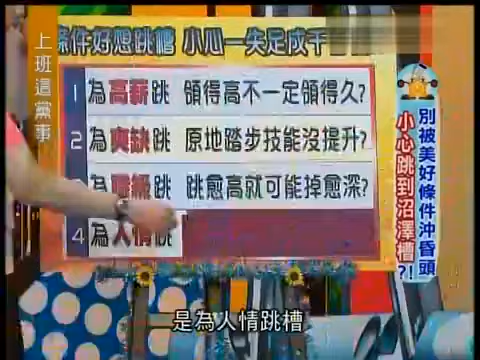 上班這黨事
條件好想跳槽 小心一失足成千
1 為高薪跳 領得高不一定領得久?
2 為爽缺跳 原地踏步技能沒提升?
3 為職級跳 跳愈高就可能掉愈深?
4 為人情跳
別被美好條件沖昏頭
小心跳到沼澤槽?!
是為人情跳槽